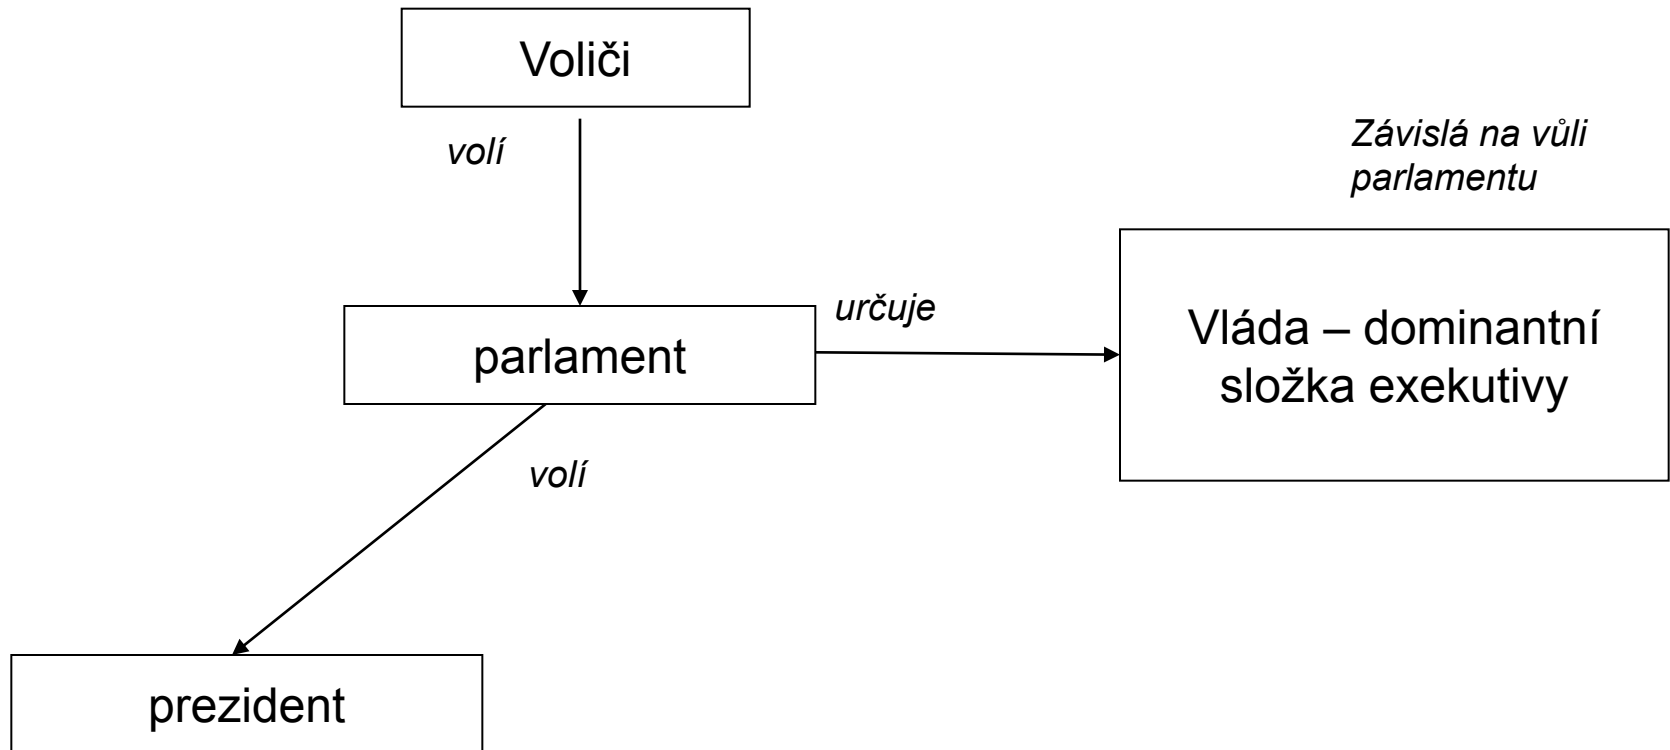 Voliči
volí
Závislá na vůli
parlamentu
určuje
parlament
Vláda – dominantní
složka exekutivy
volí
prezident